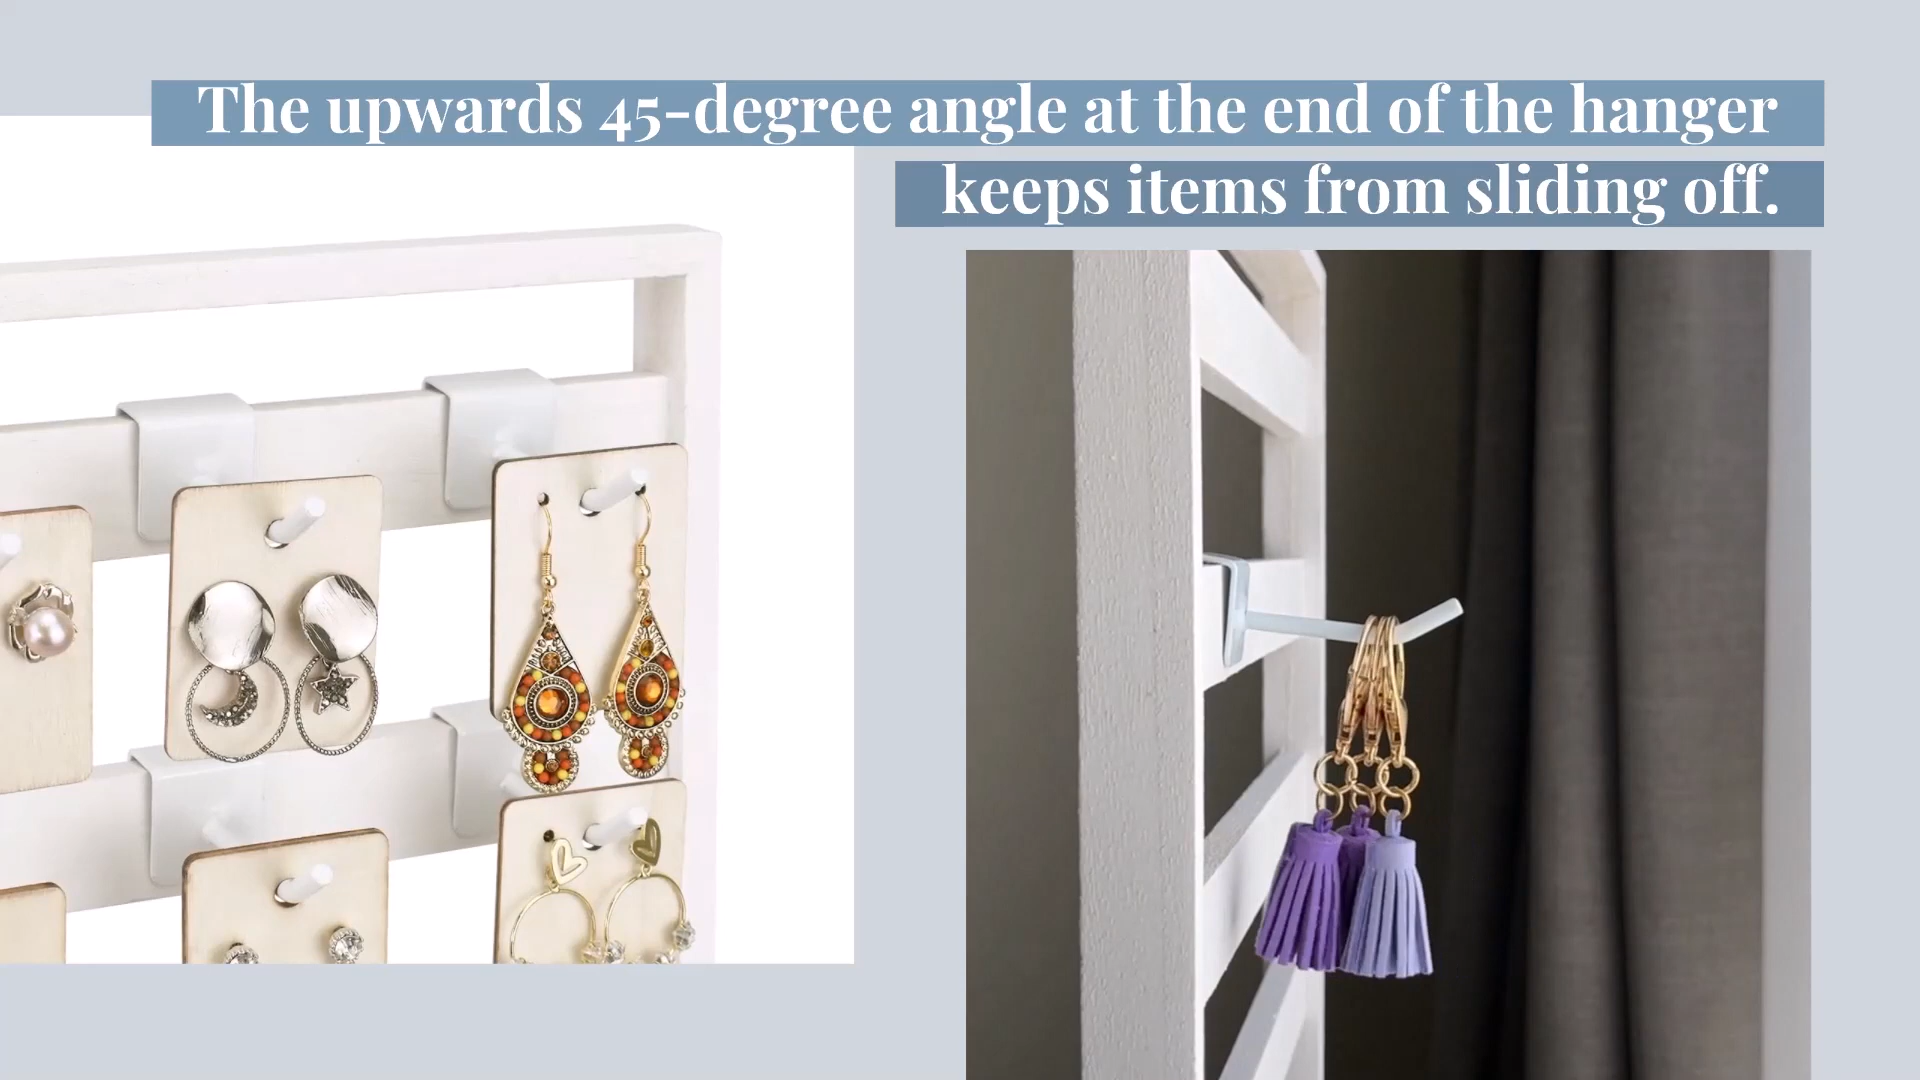 The upwards 45-degree angle at the end of the hanger
keeps items from sliding off.